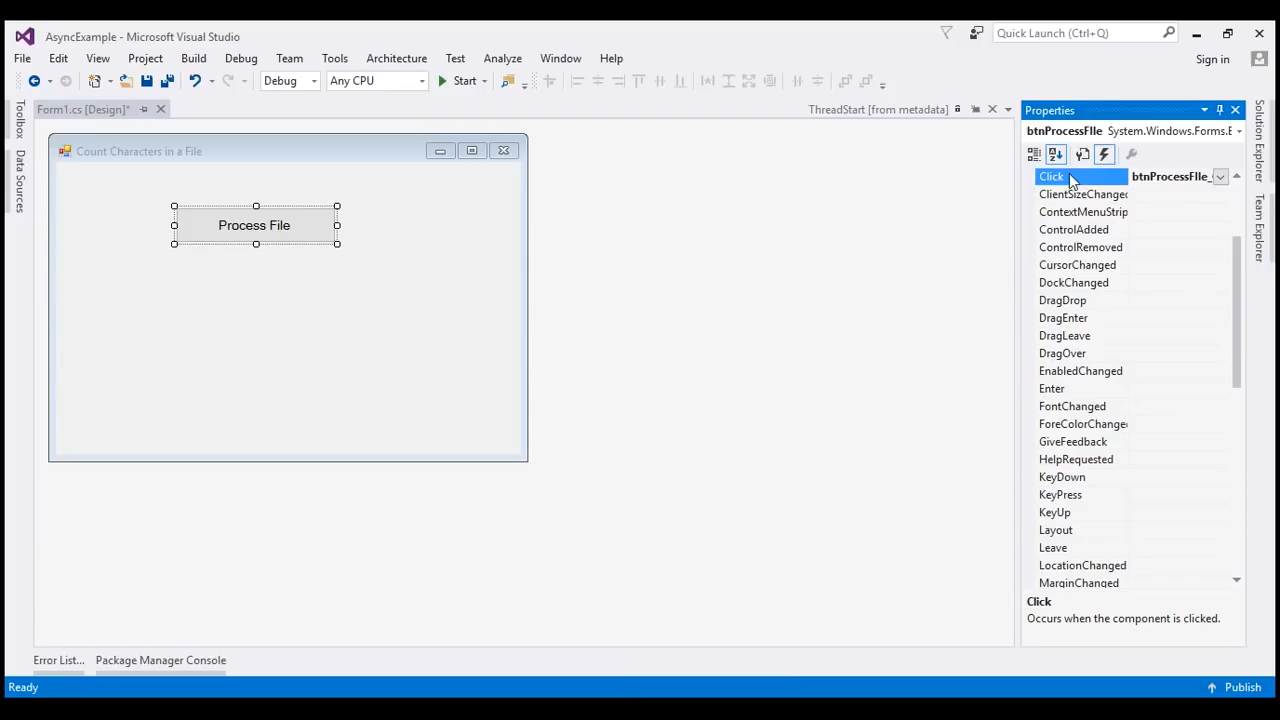 AsyncExample - Microsoft Visual Studio
Quick Launch (Ctrl+Q)
File Edit View Project Build Debug Team Tools Test Architecture Analyze Window Help
Sign in
Debug Any CPU Start
Form1.cs [Design]*
ThreadStart [from metadata]
Toolbox
Data Sources
Count Characters in a File
Process File
Properties
btnProcessFIle System.Windows.Forms.E
Click btnProcessFIle_
ClientSizeChanged
ContextMenuStrip
ControlAdded
ControlRemoved
CursorChanged
DockChanged
DragDrop
DragEnter
DragLeave
DragOver
EnabledChanged
Enter
FontChanged
ForeColorChange
GiveFeedback
HelpRequested
KeyDown
KeyPress
KeyUp
Layout
Leave
LocationChanged
MarginChanged
Click
Occurs when the component is clicked.
Solution Explorer
Team Explorer
Error List...
Package Manager Console
Ready
Publish